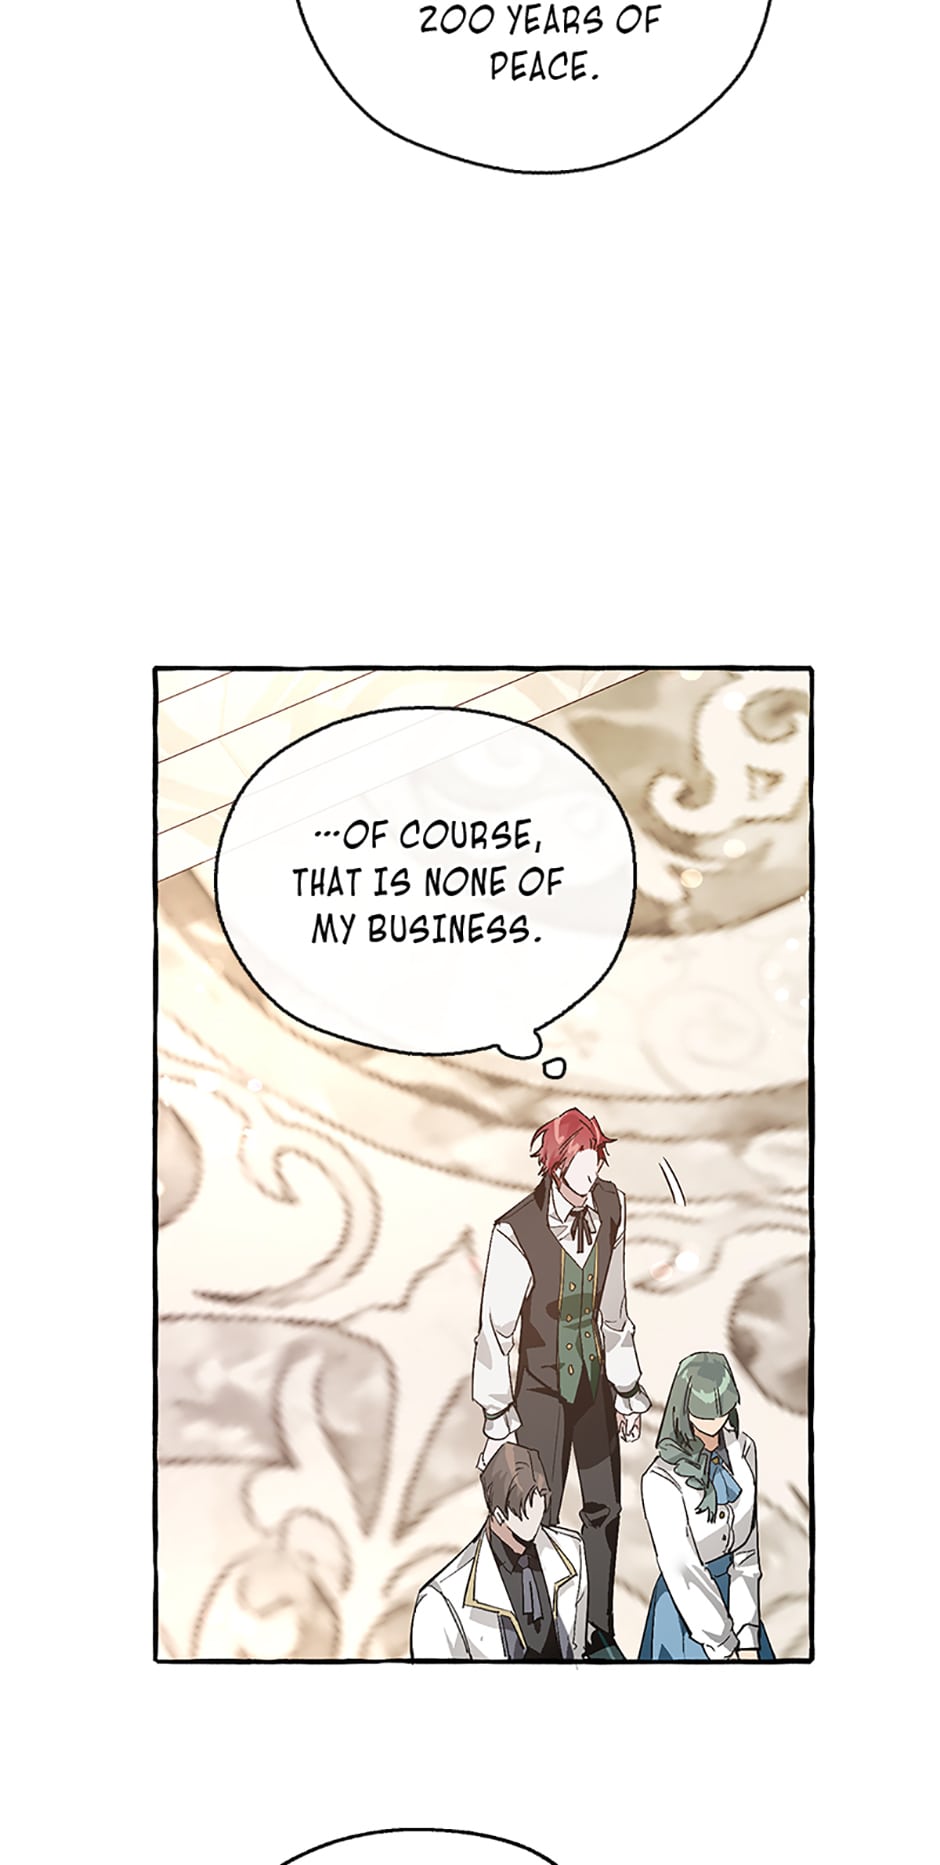 200 YEARS OF
PEACE.
...OF COURSE,
THAT IS NONE OF
MY BUSINESS.